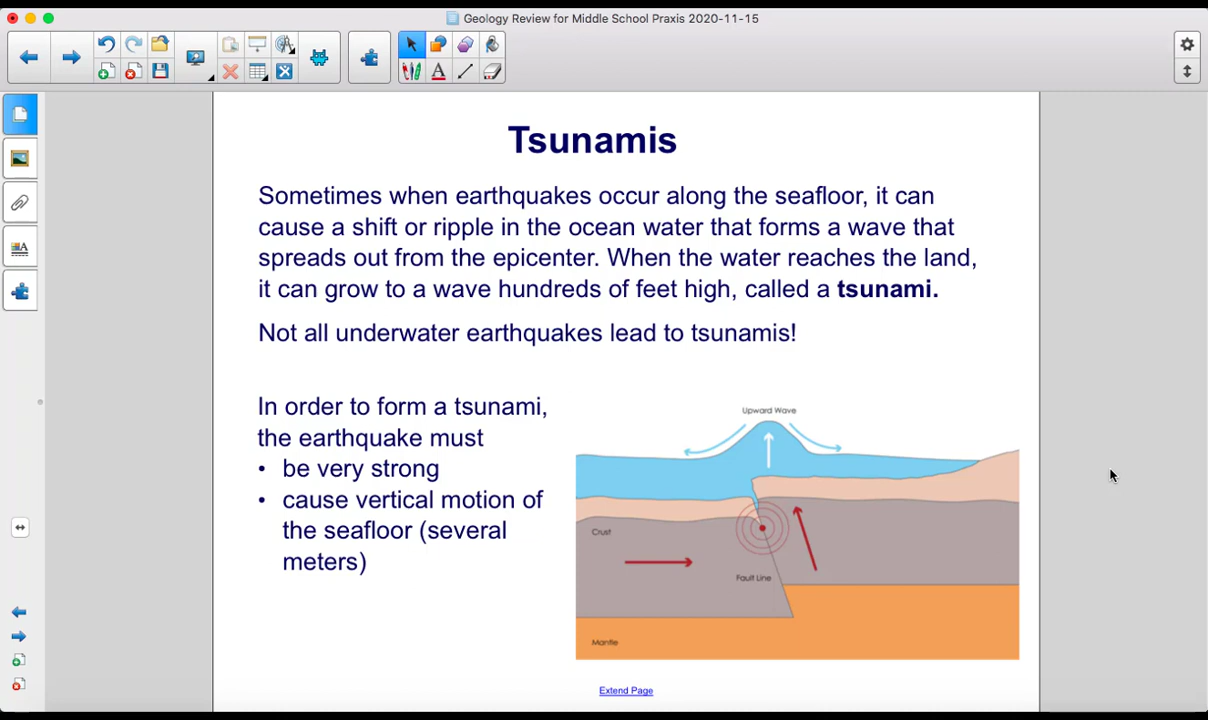 Geology Review for Middle School Praxis 2020-11-15
Tsunamis
Sometimes when earthquakes occur along the seafloor, it can
cause a shift or ripple in the ocean water that forms a wave that
spreads out from the epicenter. When the water reaches the land,
it can grow to a wave hundreds of feet high, called a tsunami.
Not all underwater earthquakes lead to tsunamis!
In order to form a tsunami,
the earthquake must
• be very strong
• cause vertical motion of
the seafloor (several
meters)
Upward Wave
Crust
Fault Line
Mantle
Extend Page